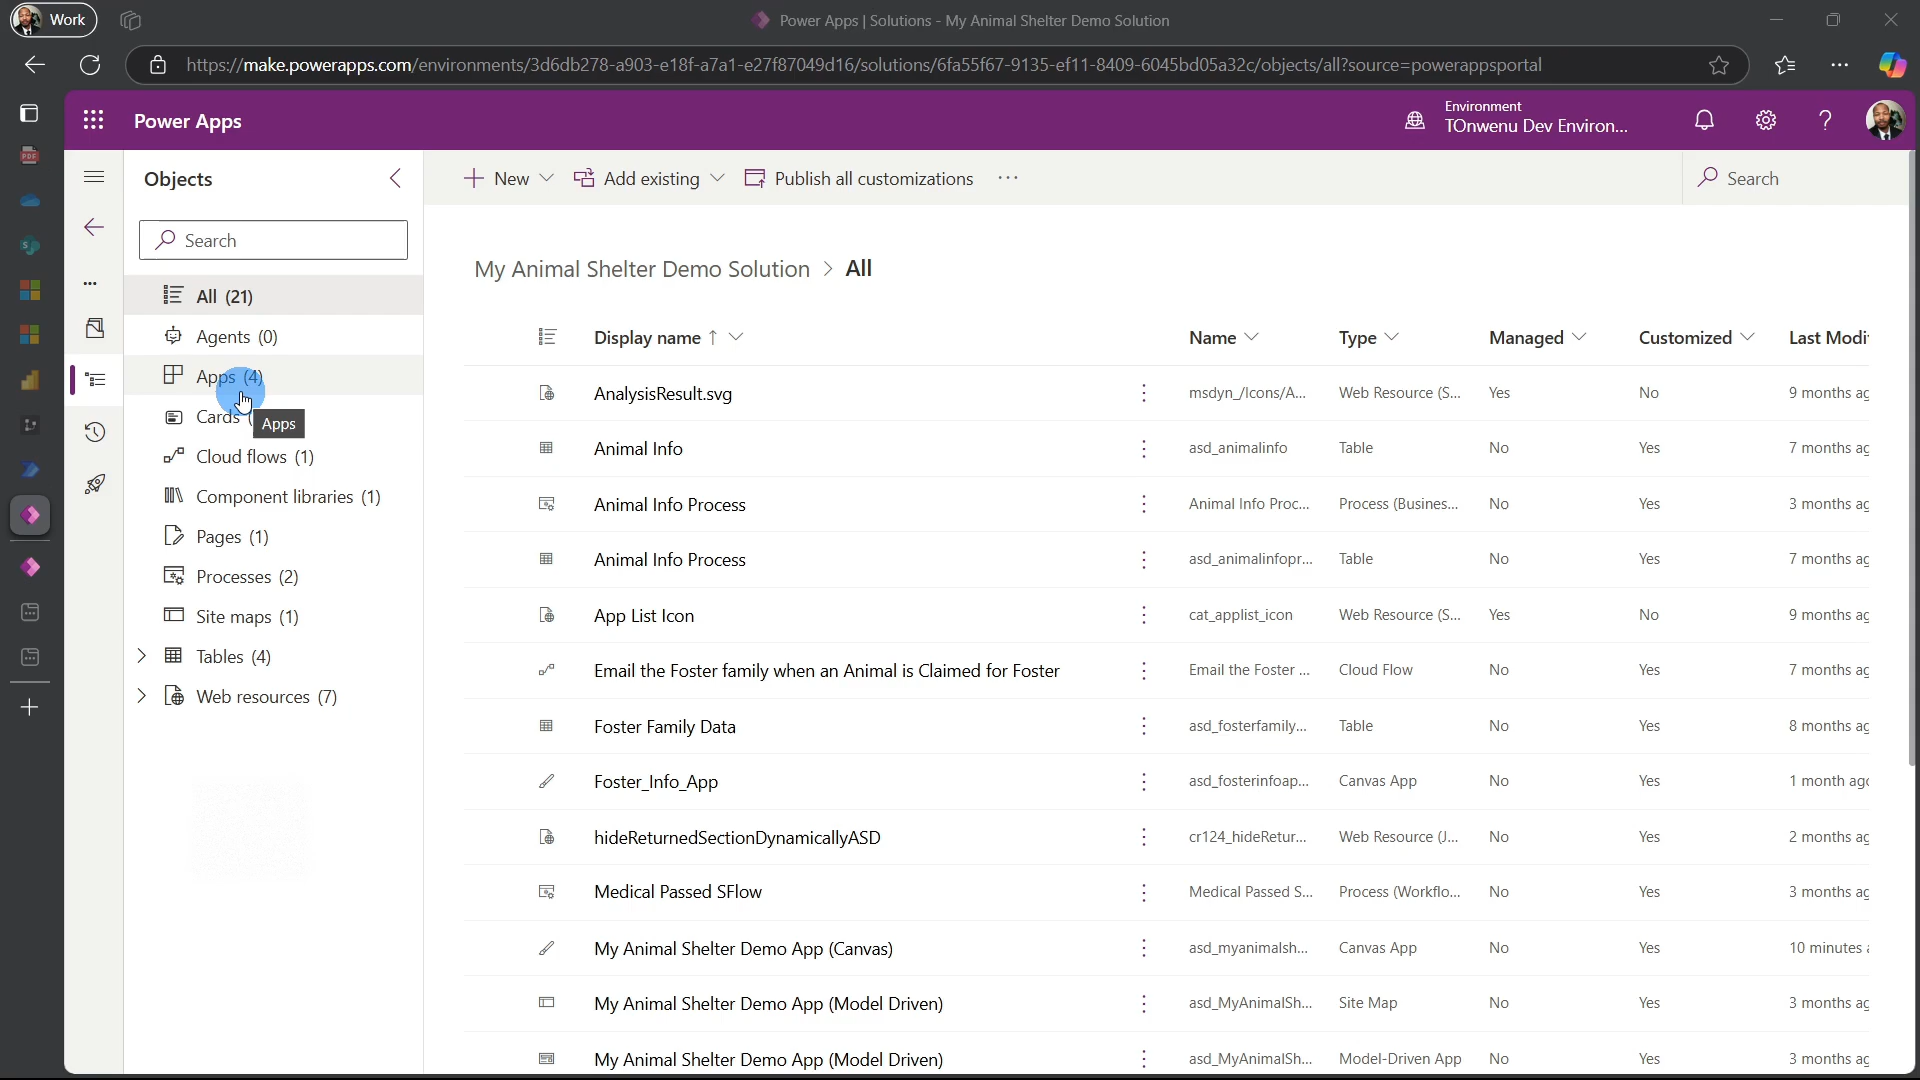 Work
Power Apps | Solutions - My Animal Shelter Demo Solution
https://make.powerapps.com/environments/3d6db278-a903-e18f-a7a1-e27f87049d16/solutions/6fa55f67-9135-ef11-8409-6045bd05a32c/objects/all?source=powerappsportal
Power Apps
Environment
TOnwenu Dev Environ...
Objects
New
Add existing
Publish all customizations
Search
Search
My Animal Shelter Demo Solution > All
All (21)
Agents (0)
Apps (4)
Cards
Apps
Cloud flows (1)
Component libraries (1)
Pages (1)
Processes (2)
Site maps (1)
Tables (4)
Web resources (7)
Display name ↑ Name Type Managed Customized Last Modi
AnalysisResult.svg msdyn_/Icons/A... Web Resource (S... Yes No 9 months ag
Animal Info asd_animalinfo Table No Yes 7 months ag
Animal Info Process Animal Info Proc... Process (Busines... No Yes 3 months ag
Animal Info Process asd_animalinfopr... Table No Yes 7 months ag
App List Icon cat_applist_icon Web Resource (S... Yes No 9 months ag
Email the Foster family when an Animal is Claimed for Foster Email the Foster ... Cloud Flow No Yes 7 months ag
Foster Family Data asd_fosterfamily... Table No Yes 8 months ag
Foster_Info_App asd_fosterinfoap... Canvas App No Yes 1 month ago
hideReturnedSectionDynamicallyASD cr124_hideRetur... Web Resource (J... No Yes 2 months ag
Medical Passed SFlow Medical Passed S... Process (Workflo... No Yes 3 months ag
My Animal Shelter Demo App (Canvas) asd_myanimalsh... Canvas App No Yes 10 minutes a
My Animal Shelter Demo App (Model Driven) asd_MyAnimalSh... Site Map No Yes 3 months ag
My Animal Shelter Demo App (Model Driven) asd_MyAnimalSh... Model-Driven App No Yes 3 months ag